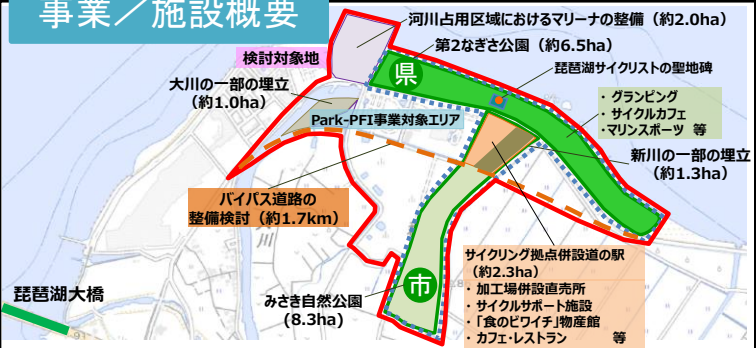 事業／施設概要
河川占用区域におけるマリーナの整備（約2.0ha）
検討対象地
第2なぎさ公園（約6.5ha）
県
琵琶湖サイクリストの聖地碑
大川の一部の埋立
（約1.0ha）
Park-PFI事業対象エリア
・ グランピング
・ サイクルカフェ
・マリンスポーツ 等
新川の一部の埋立
（約1.3ha）
バイパス道路の
整備検討（約1.7km）
サイクリング拠点併設道の駅
（約2.3ha）
・ 加工場併設直売所
・ サイクルサポート施設
・ 「食のビワイチ」物産館
・ カフェ・レストラン 等
市
みさき自然公園
(8.3ha)
琵琶湖大橋